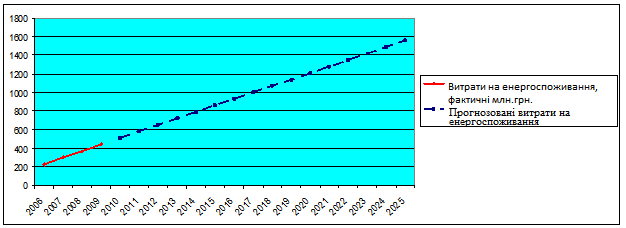 1800
1600
1400
1200
1000
800
600
400
200
0
2006 2007 2008 2009 2010 2011 2012 2013 2014 2015 2016 2017 2018 2019 2020 2021 2022 2023 2024 2025
Витрати на енергоспоживання,
фактичні млн.грн.
Прогнозовані витрати на
енергоспоживання